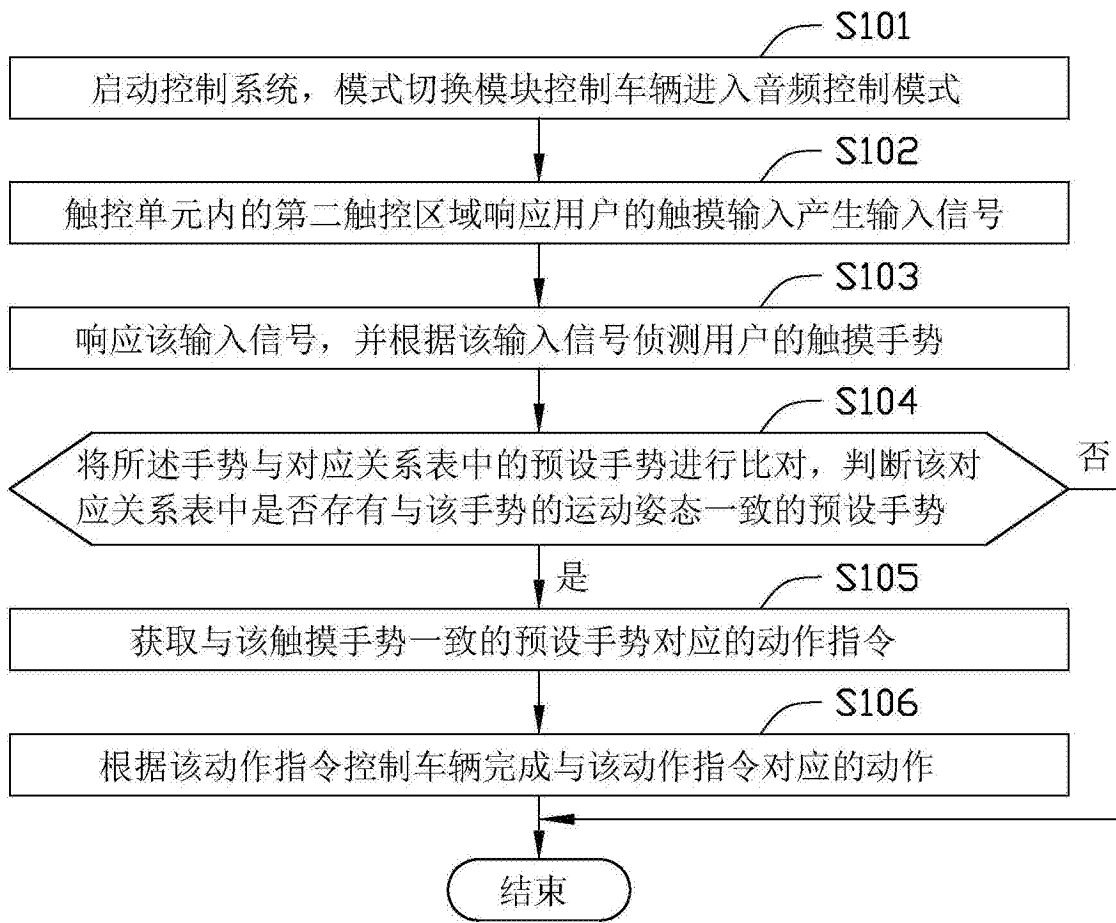 S101
启动控制系统，模式切换模块控制车辆进入音频控制模式
S102
触控单元内的第二触控区域响应用户的触摸输入产生输入信号
S103
响应该输入信号，并根据该输入信号侦测用户的触摸手势
S104
将所述手势与对应关系表中的预设手势进行比对，判断该对
应关系表中是否存有与该手势的运动姿态一致的预设手势
否
是
S105
获取与该触摸手势一致的预设手势对应的动作指令
S106
根据该动作指令控制车辆完成与该动作指令对应的动作
结束